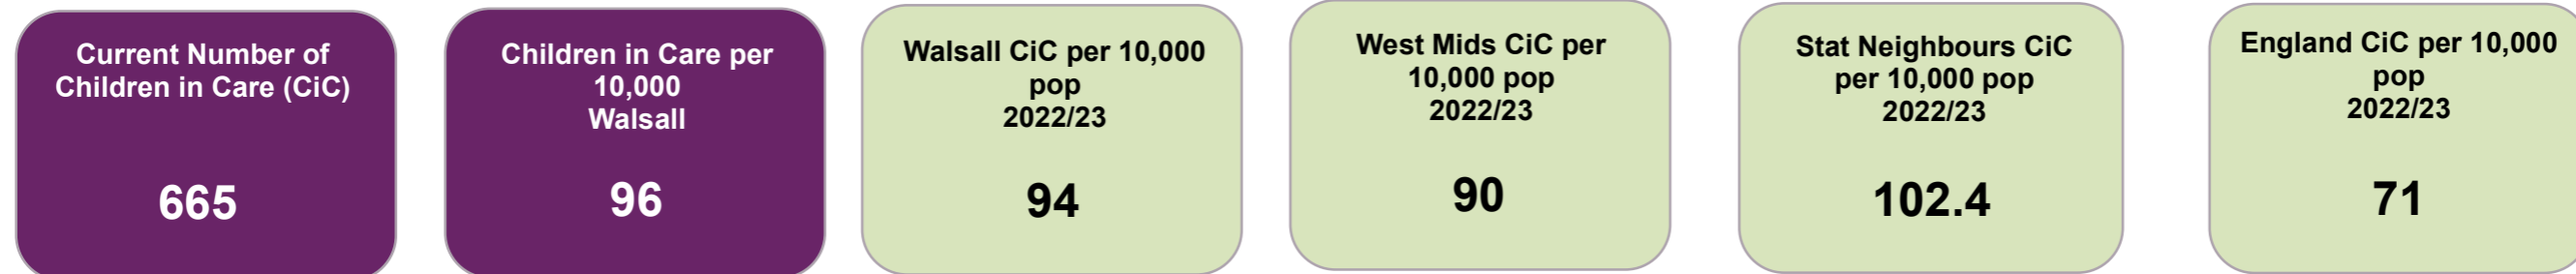 Current Number of
Children in Care (CiC)
665
Children in Care per
10,000
Walsall
96
Walsall CiC per 10,000
pop
2022/23
94
West Mids CiC per
10,000 pop
2022/23
90
Stat Neighbours CiC
per 10,000 pop
2022/23
102.4
England CiC per 10,000
pop
2022/23
71